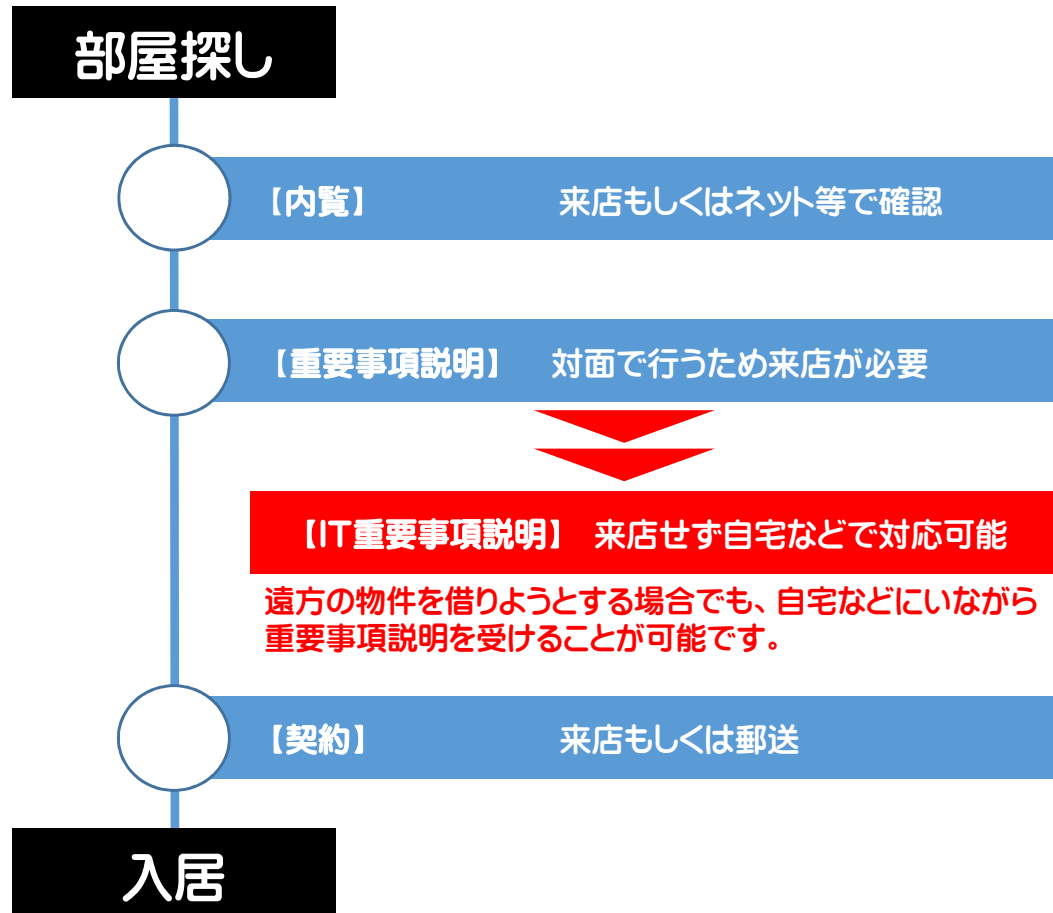 部屋探し
【内覧】 来店もしくはネット等で確認
【重要事項説明】 対面で行うため来店が必要
【IT重要事項説明】 来店せず自宅などで対応可能
遠方の物件を借りようとする場合でも、自宅などにいながら
重要事項説明を受けることが可能です。
【契約】 来店もしくは郵送
入居